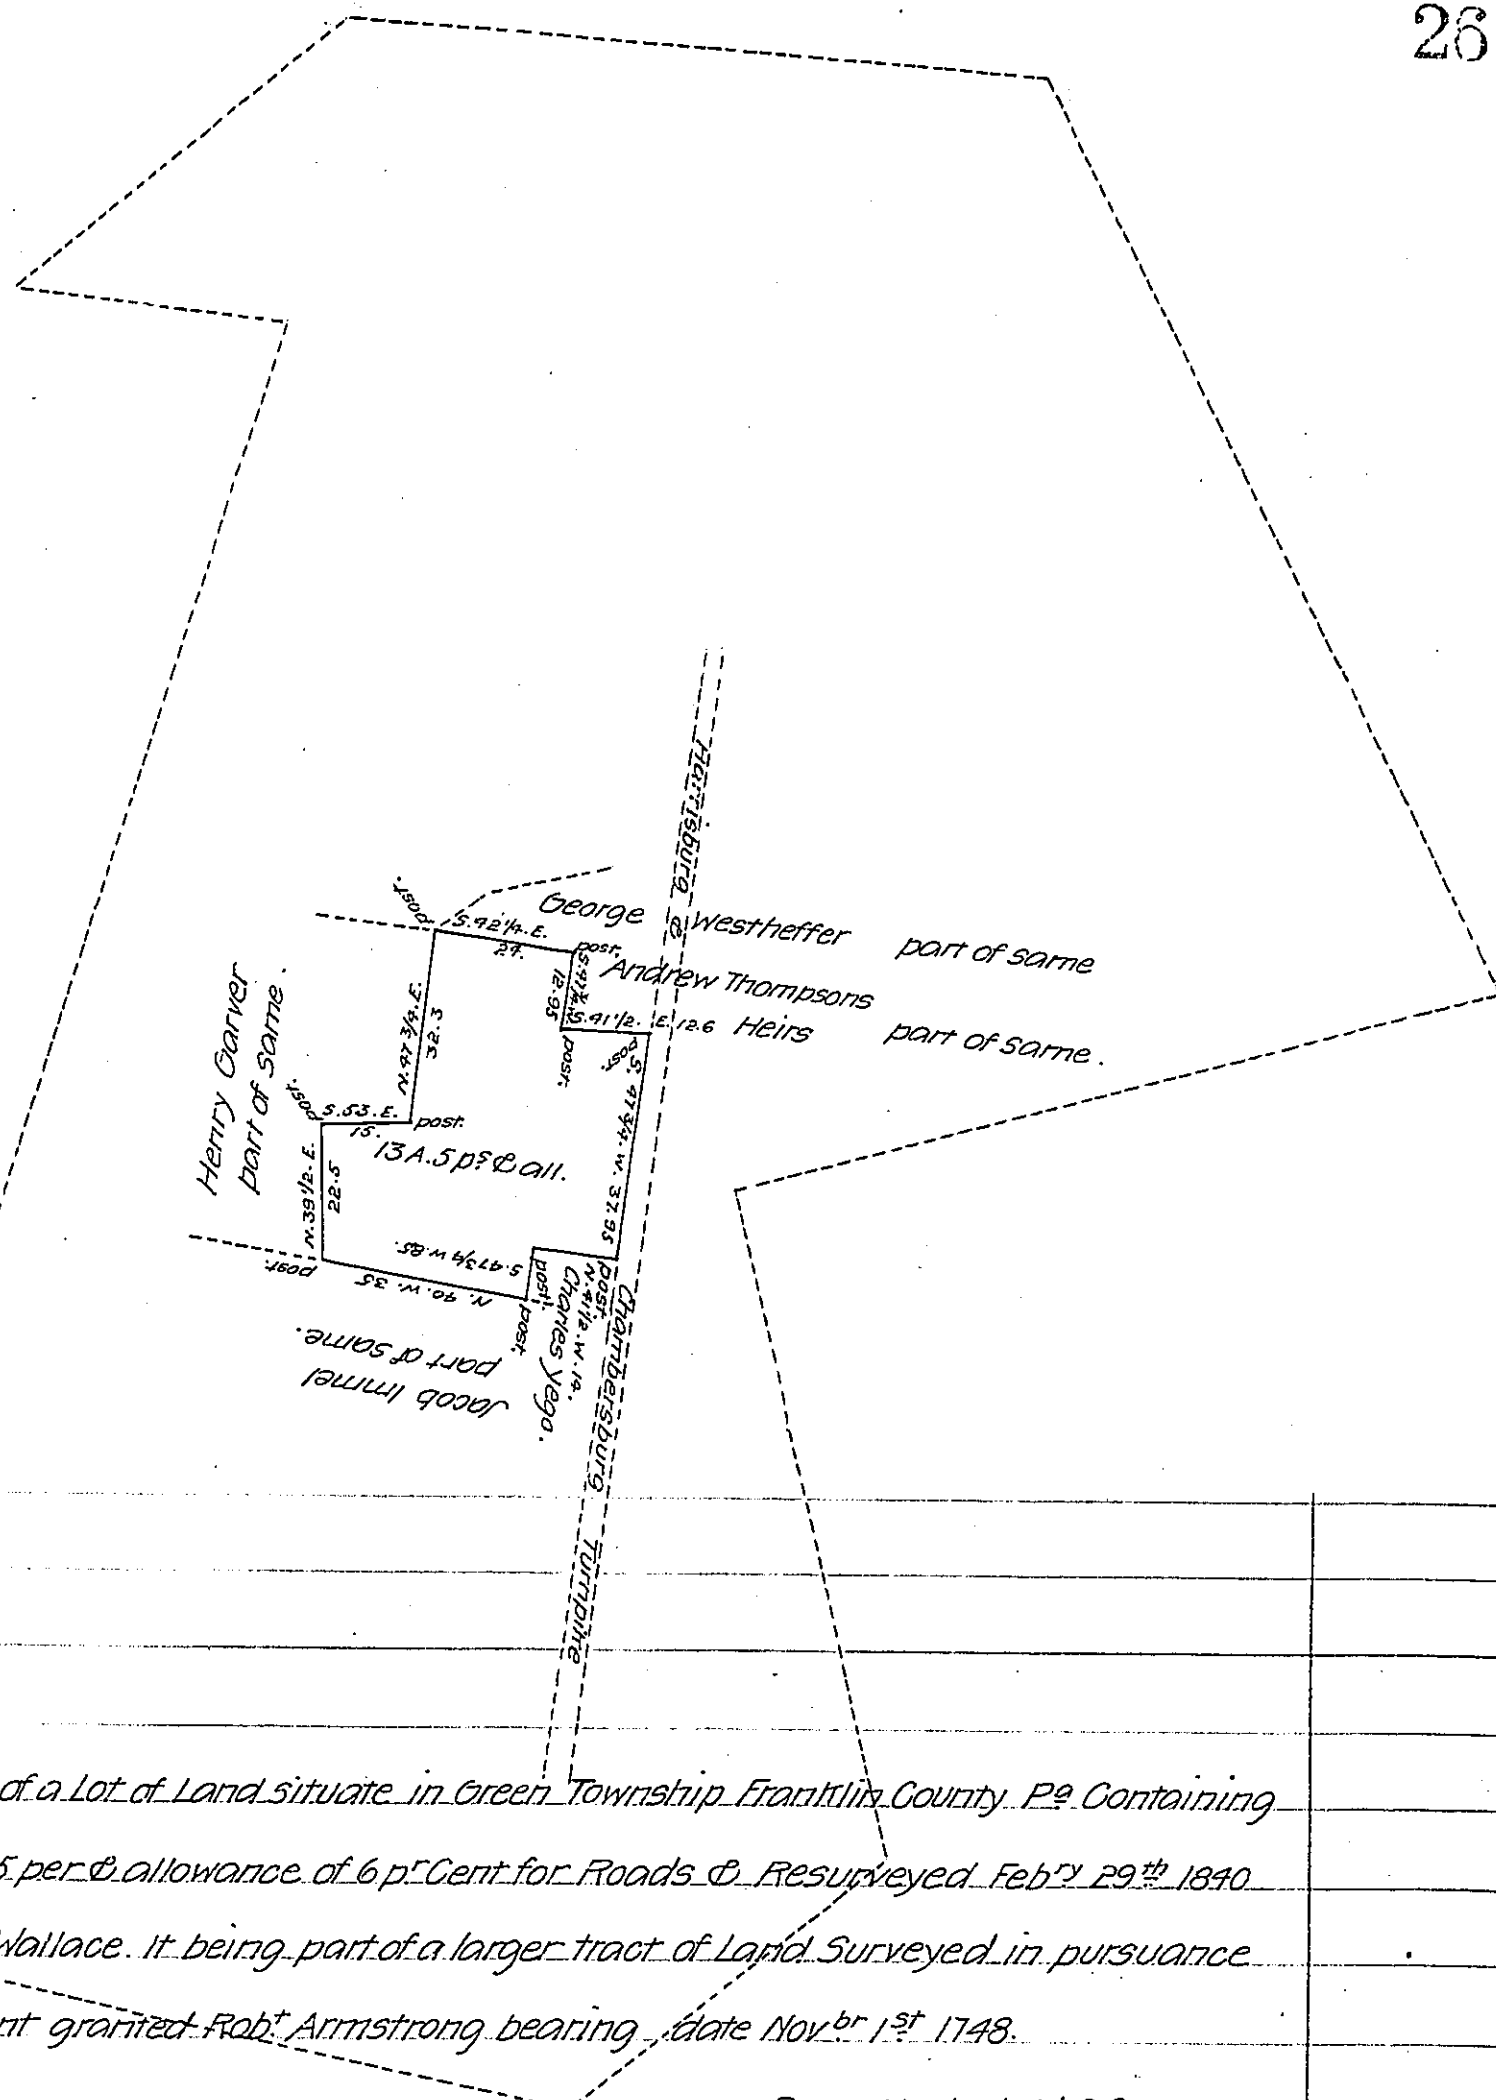 26
Harrisburg & Chambersburg Turnpike
George Westheffer part of same
Andrew Thompsons
Heirs part of same.
post.
S.42 1/4.E.
24.
post.
S.47 3/4.W.
12.95
post.
S.41 1/2. E. 12.6
post.
S. 47 3/4. W. 37.95
post.
N.41 1/2. W. 14.
Charles Yego.
post.
S.47 3/4 W. 85.
post.
N. 40. W. 35
Jacob Immel
part of same.
post.
N.39 1/2. E.
22.5
post.
S.53. E.
15.
post.
N.47 3/4. E.
32.3
Henry Garver
part of same.
13 A. 5 ps & all.
of a Lot of Land situate in Green Township Franklin County Pa Containing
5 per & allowance of 6 pr Cent for Roads & Resurveyed Febry 29th 1840
Wallace. It being part of a larger tract of Land Surveyed in pursuance
nt granted Robt Armstrong bearing date Novbr 1st 1748.